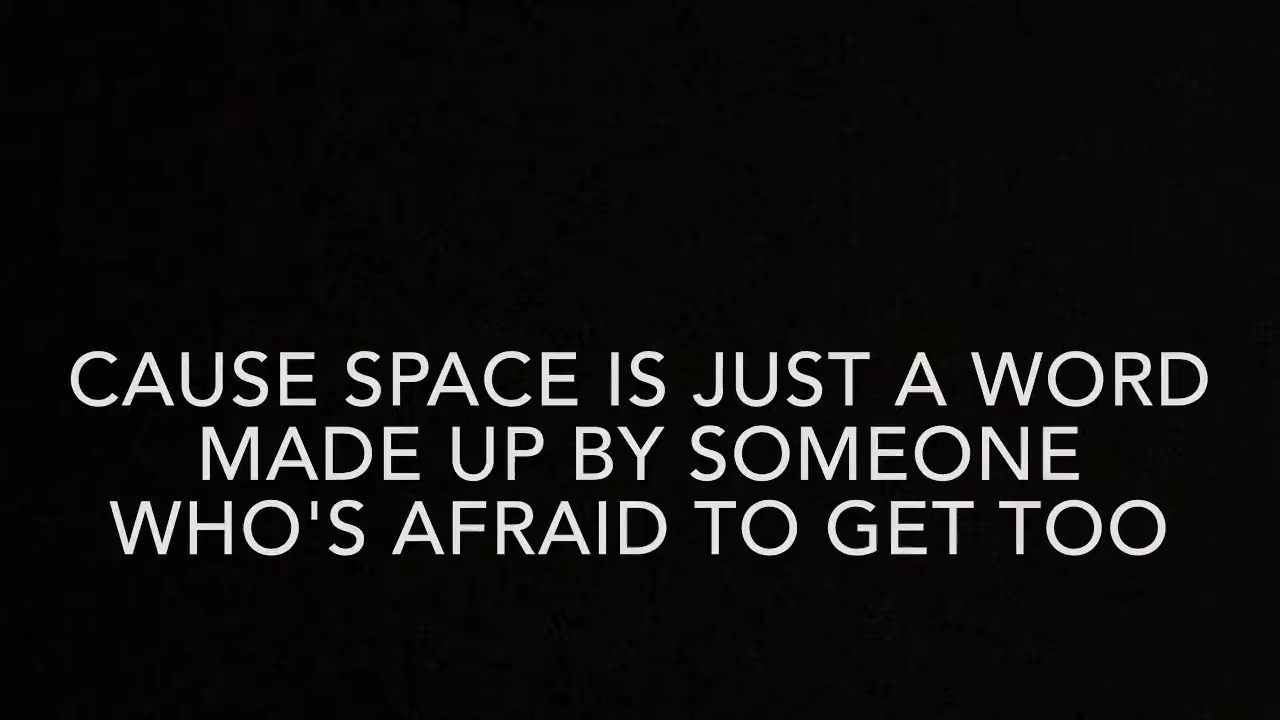 CAUSE SPACE IS JUST A WORD
MADE UP BY SOMEONE
WHO'S AFRAID TO GET TOO